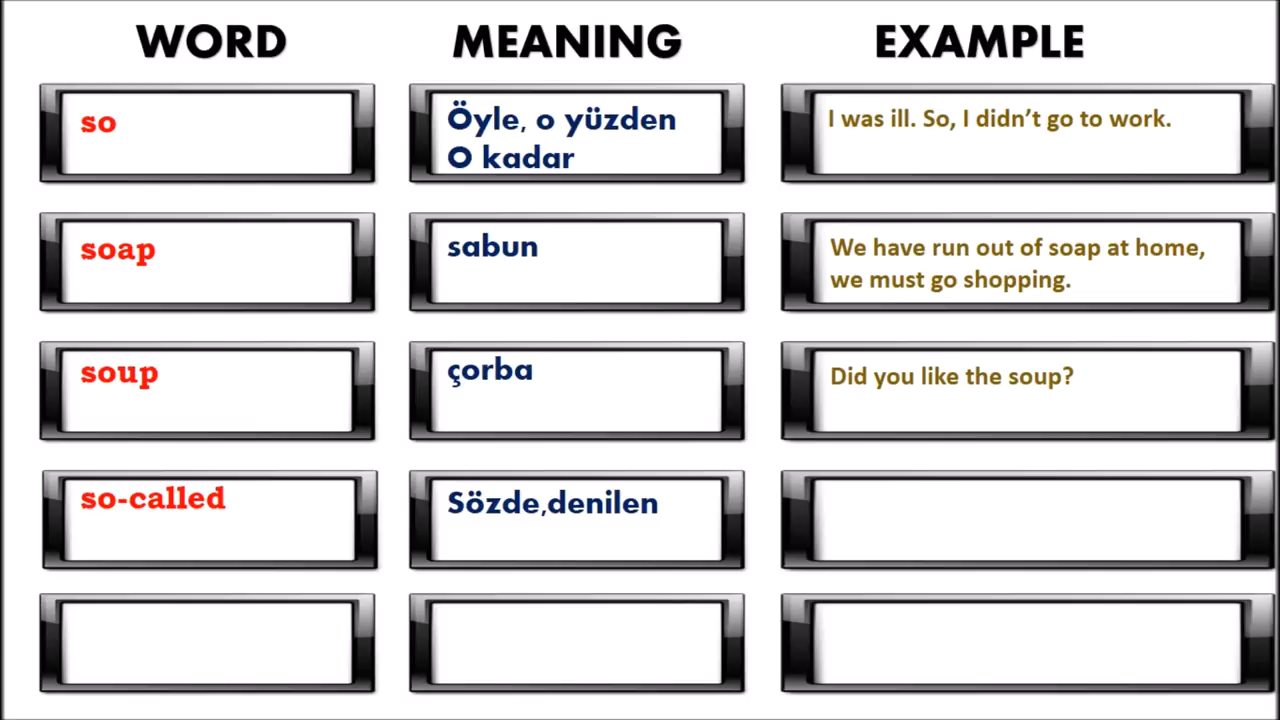 WORD MEANING EXAMPLE
so
Öyle, o yüzden
O kadar
I was ill. So, I didn’t go to work.
soap
sabun
We have run out of soap at home,
we must go shopping.
soup
çorba
Did you like the soup?
so-called
Sözde,denilen